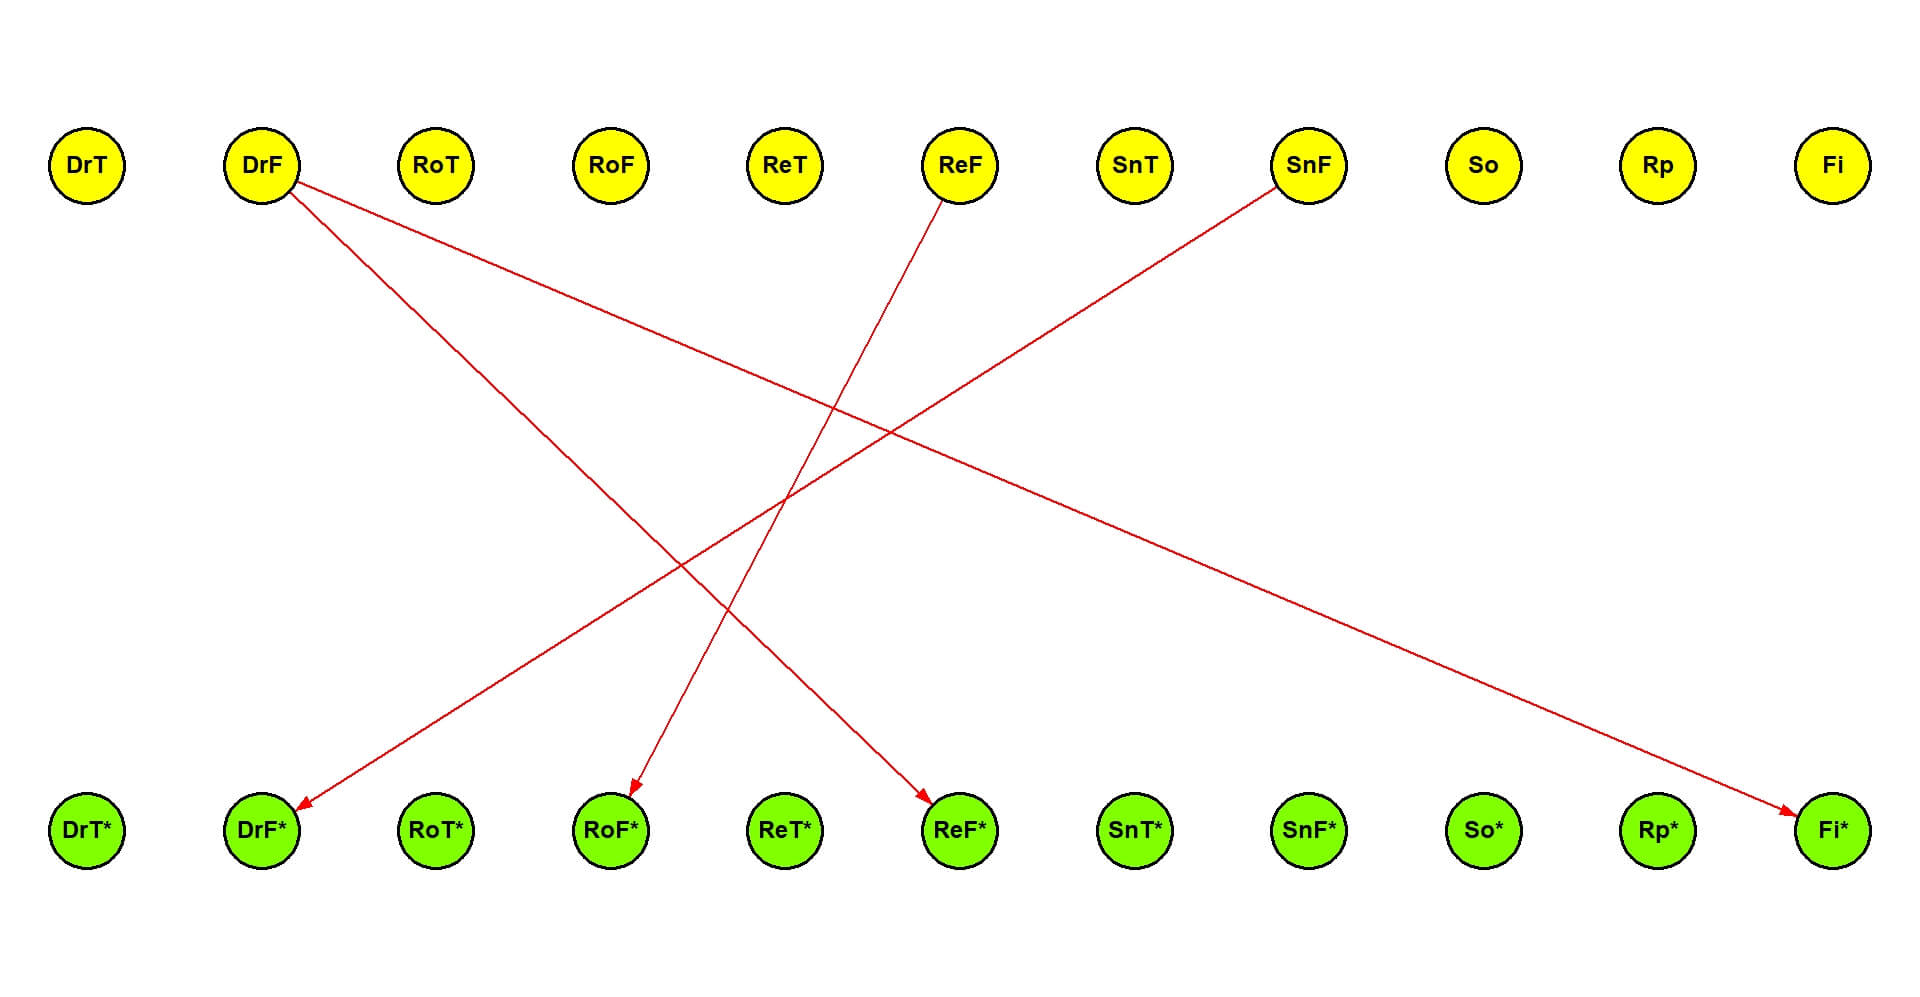 DrT DrF RoT RoF ReT ReF SnT SnF So Rp Fi
DrT* DrF* RoT* RoF* ReT* ReF* SnT* SnF* So* Rp* Fi*